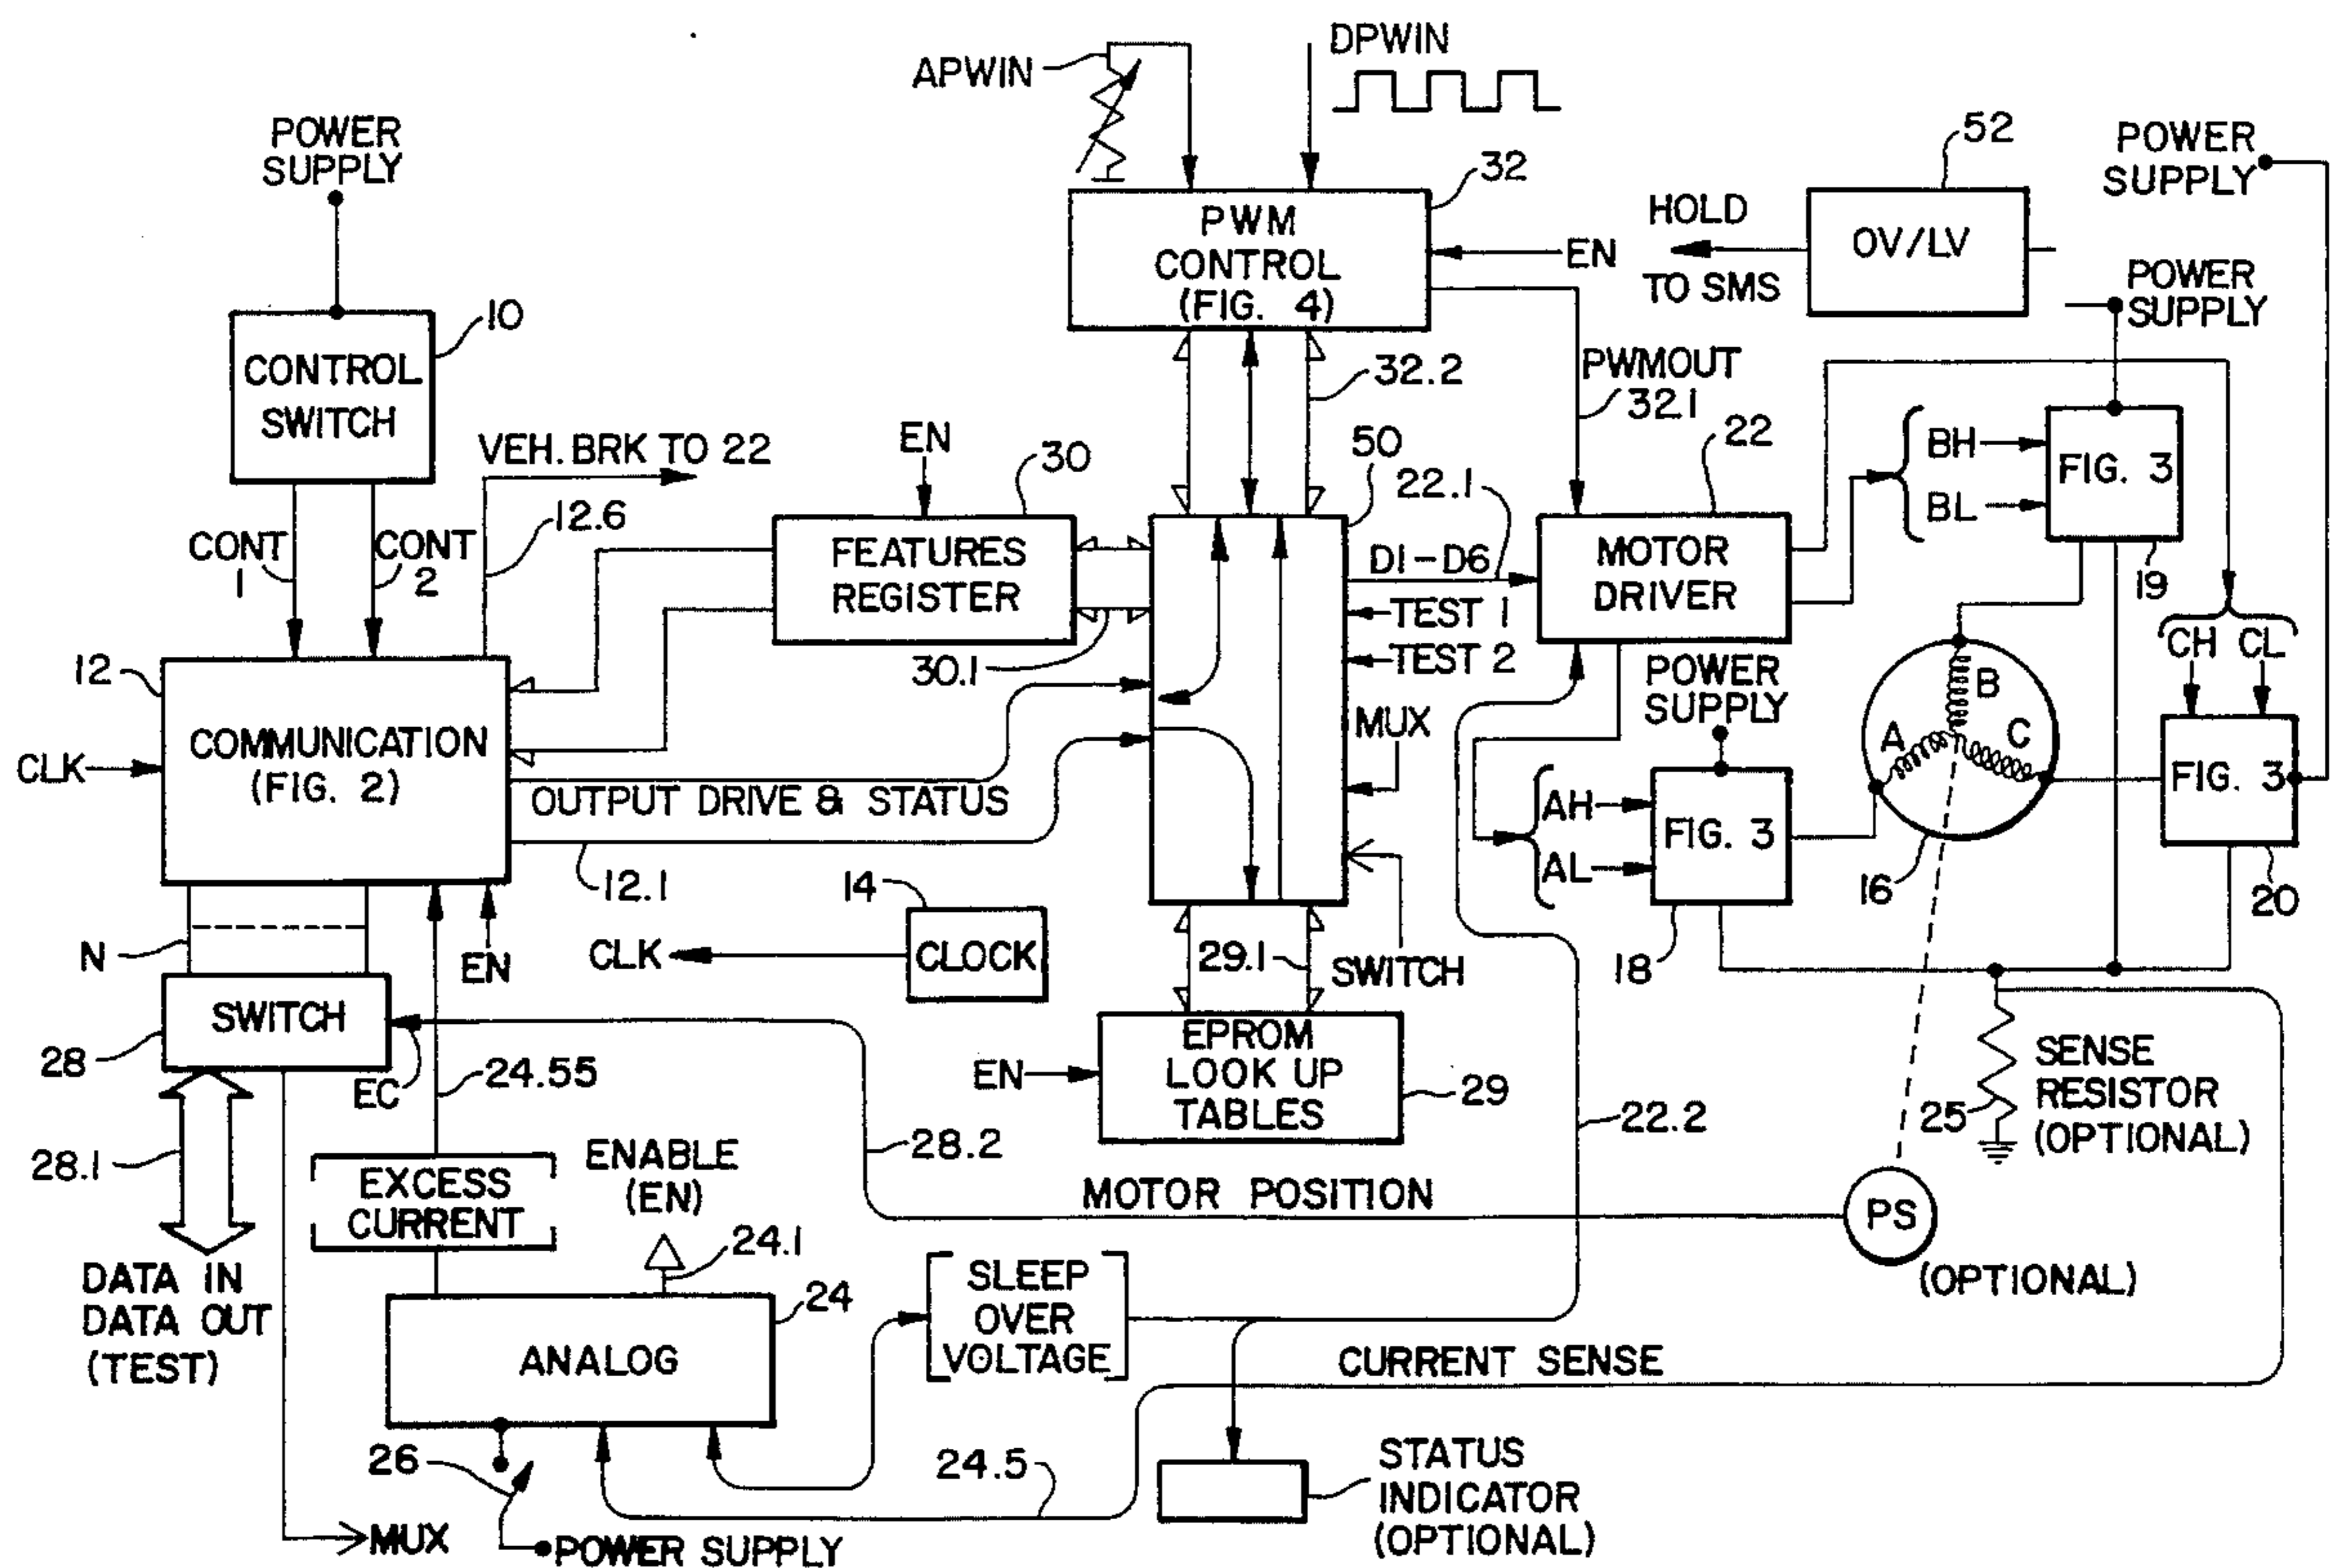 DPWIN
APWIN
POWER
SUPPLY
52
POWER
SUPPLY
32
PWM
CONTROL
(FIG. 4)
EN
HOLD
TO SMS
OV/LV
POWER
SUPPLY
10
CONTROL
SWITCH
32.2
PWMOUT
32.1
VEH. BRK TO 22
EN
30
50
22.1
22
BH
BL
FIG. 3
19
CONT
1
CONT
2
12.6
FEATURES
REGISTER
30.1
D1-D6
TEST 1
TEST 2
MOTOR
DRIVER
CH CL
12
COMMUNICATION
(FIG. 2)
CLK
OUTPUT DRIVE & STATUS
12.1
MUX
POWER
SUPPLY
AH
AL
FIG. 3
18
A
B
C
16
FIG. 3
20
14
CLK
CLOCK
N
EN
29.1
SWITCH
SWITCH
28
EC
24.55
EN
EPROM
LOOK UP
TABLES
29
22.2
SENSE
RESISTOR
25
(OPTIONAL)
28.1
EXCESS
CURRENT
ENABLE
(EN)
28.2
MOTOR POSITION
PS
(OPTIONAL)
DATA IN
DATA OUT
(TEST)
24.1
24
ANALOG
SLEEP
OVER
VOLTAGE
CURRENT SENSE
26
24.5
STATUS
INDICATOR
(OPTIONAL)
MUX
POWER SUPPLY